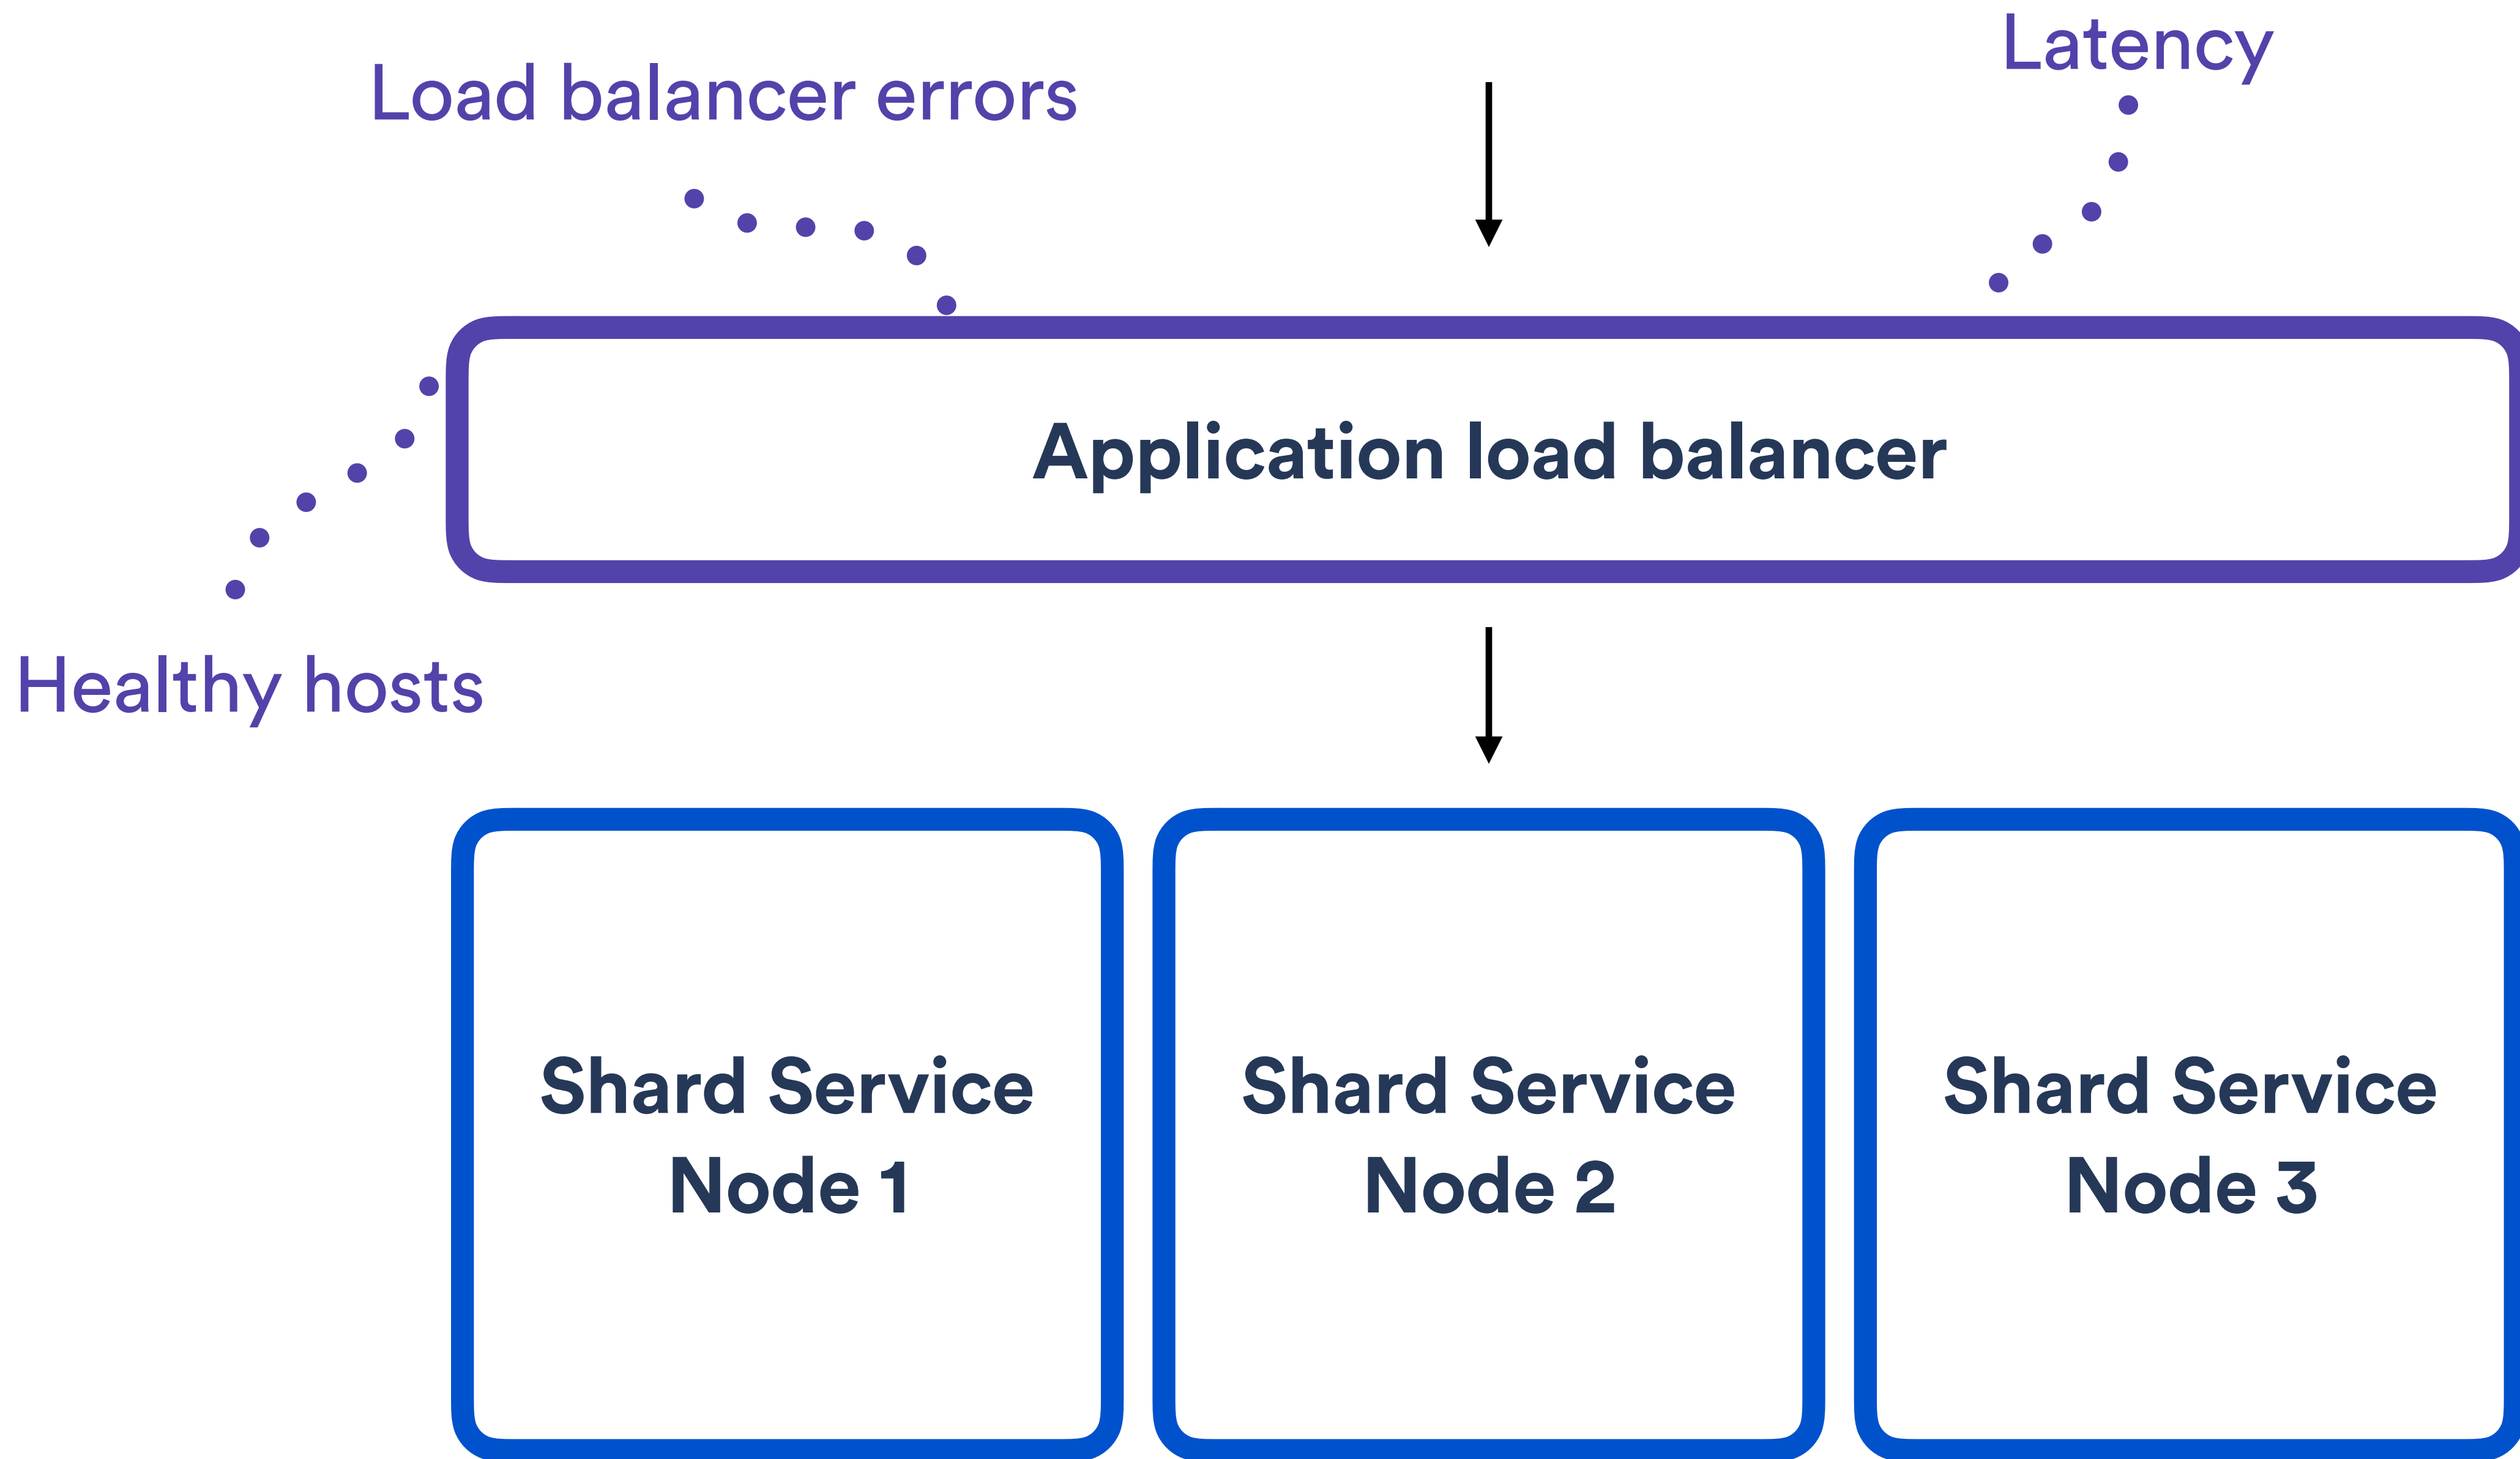 Latency
Load balancer errors
Application load balancer
Healthy hosts
Shard Service
Node 1
Shard Service
Node 2
Shard Service
Node 3